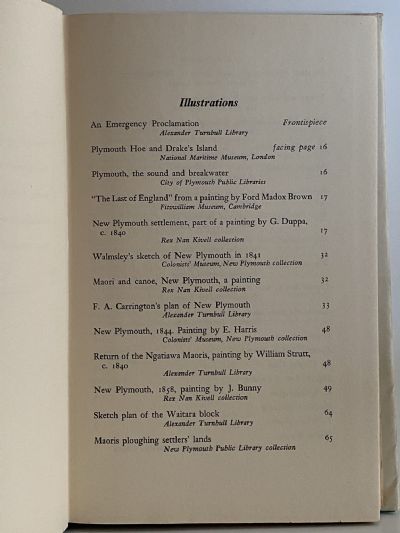 Illustrations
An Emergency Proclamation Frontispiece
Alexander Turnbull Library
Plymouth Hoe and Drake's Island facing page 16
National Maritime Museum, London
Plymouth, the sound and breakwater 16
City of Plymouth Public Libraries
"The Last of England" from a painting by Ford Madox Brown 17
Fitzwilliam Museum, Cambridge
New Plymouth settlement, part of a painting by G. Duppa,
c. 1840 17
Rex Nan Kivell collection
Walmsley's sketch of New Plymouth in 1841 32
Colonists' Museum, New Plymouth collection
Maori and canoe, New Plymouth, a painting 32
Rex Nan Kivell collection
F. A. Carrington's plan of New Plymouth 33
Alexander Turnbull Library
New Plymouth, 1844. Painting by E. Harris 48
Colonists' Museum, New Plymouth collection
Return of the Ngatiawa Maoris, painting by William Strutt,
c. 1840 48
Alexander Turnbull Library
New Plymouth, 1858, painting by J. Bunny 49
Rex Nan Kivell collection
Sketch plan of the Waitara block 64
Alexander Turnbull Library
Maoris ploughing settlers' lands 65
New Plymouth Public Library collection